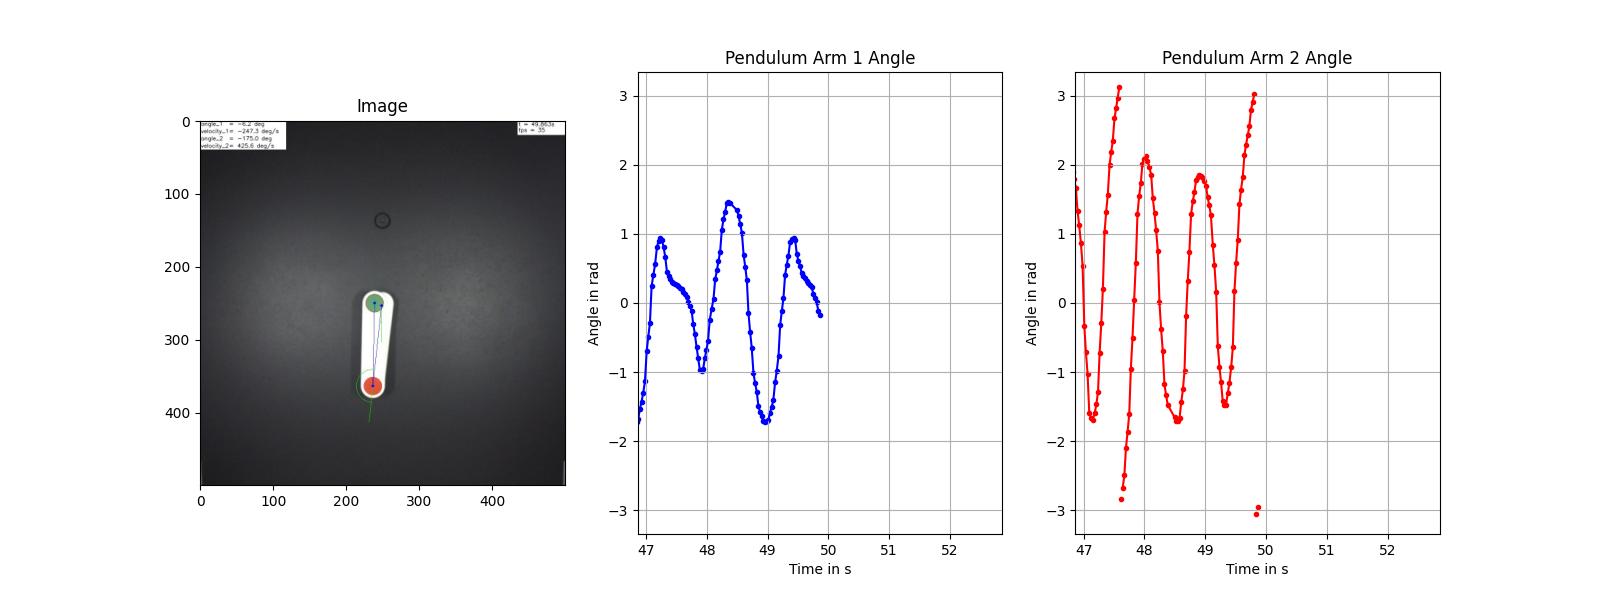 Image
0
100
200
300
400
0 100 200 300 400
angle_1 = -6.2 deg
velocity_1= -247.3 deg/s
angle_2 = -175.0 deg
velocity_2= 425.6 deg/s
t = 49.863s
fps = 35
Pendulum Arm 1 Angle
Angle in rad
3
2
1
0
−1
−2
−3
47 48 49 50 51 52
Time in s
Pendulum Arm 2 Angle
Angle in rad
3
2
1
0
−1
−2
−3
47 48 49 50 51 52
Time in s